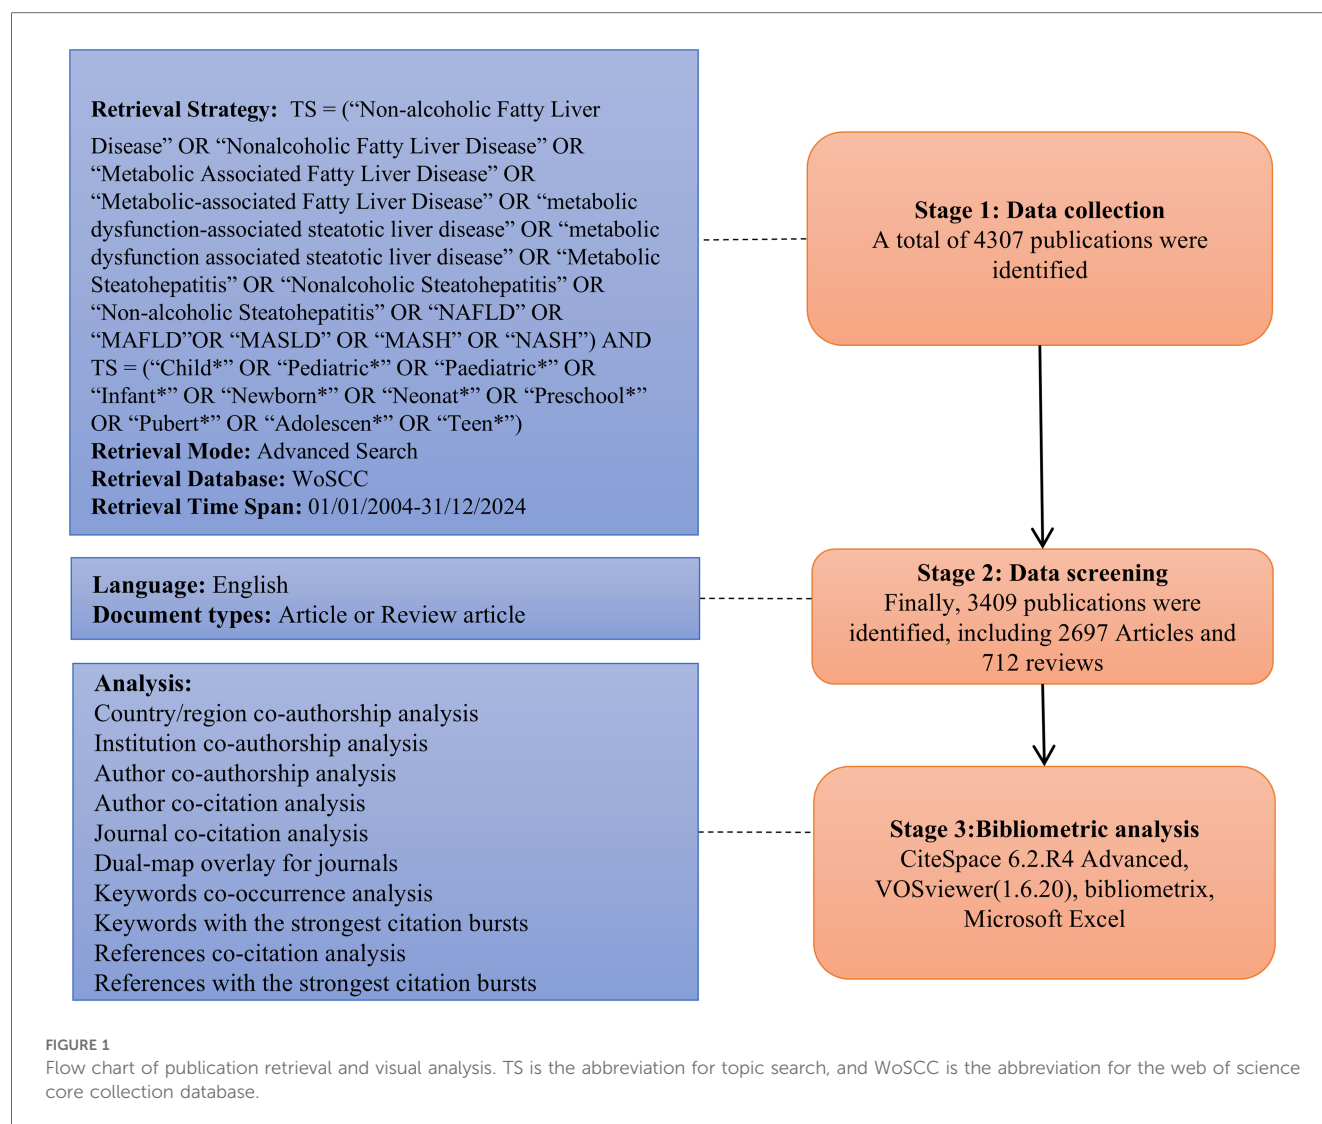 Retrieval Strategy: TS = (“Non-alcoholic Fatty Liver
Disease” OR “Nonalcoholic Fatty Liver Disease” OR
“Metabolic Associated Fatty Liver Disease” OR
“Metabolic-associated Fatty Liver Disease” OR “metabolic
dysfunction-associated steatotic liver disease” OR “metabolic
dysfunction associated steatotic liver disease” OR “Metabolic
Steatohepatitis” OR “Nonalcoholic Steatohepatitis” OR
“Non-alcoholic Steatohepatitis” OR “NAFLD” OR
“MAFLD”OR “MASLD” OR “MASH” OR “NASH”) AND
TS = (“Child*” OR “Pediatric*” OR “Paediatric*” OR
“Infant*” OR “Newborn*” OR “Neonat*” OR “Preschool*”
OR “Pubert*” OR “Adolescen*” OR “Teen*”)
Retrieval Mode: Advanced Search
Retrieval Database: WoSCC
Retrieval Time Span: 01/01/2004-31/12/2024
Stage 1: Data collection
A total of 4307 publications were
identified
Language: English
Document types: Article or Review article
Stage 2: Data screening
Finally, 3409 publications were
identified, including 2697 Articles and
712 reviews
Analysis:
Country/region co-authorship analysis
Institution co-authorship analysis
Author co-authorship analysis
Author co-citation analysis
Journal co-citation analysis
Dual-map overlay for journals
Keywords co-occurrence analysis
Keywords with the strongest citation bursts
References co-citation analysis
References with the strongest citation bursts
Stage 3:Bibliometric analysis
CiteSpace 6.2.R4 Advanced,
VOSviewer(1.6.20), bibliometrix,
Microsoft Excel
FIGURE 1
Flow chart of publication retrieval and visual analysis. TS is the abbreviation for topic search, and WoSCC is the abbreviation for the web of science
core collection database.